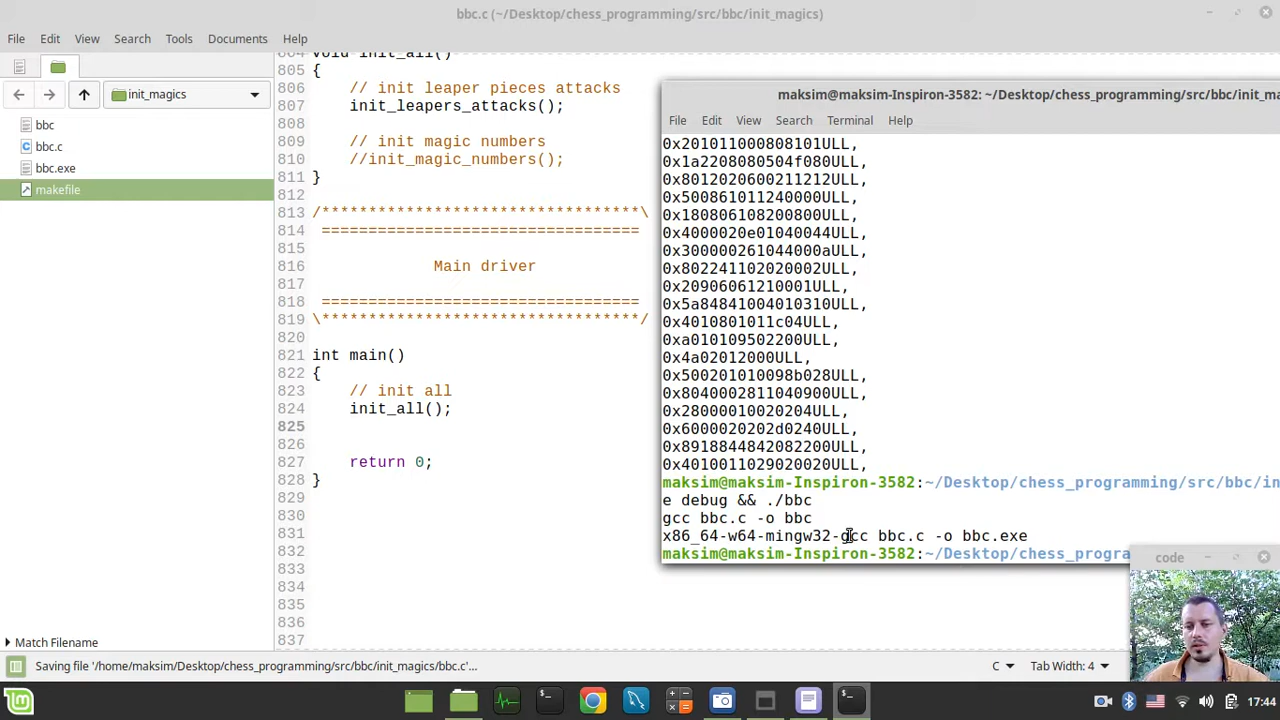 bbc.c (~/Desktop/chess_programming/src/bbc/init_magics)
File Edit View Search Tools Documents Help
init_magics
bbc
bbc.c
bbc.exe
makefile
Match Filename
804 void init_all()
805 {
806 // init leaper pieces attacks
807 init_leapers_attacks();
808
809 // init magic numbers
810 //init_magic_numbers();
811 }
812
813 /**********************************\
814 ==================================
815
816 Main driver
817
818 ==================================
819 \**********************************/
820
821 int main()
822 {
823 // init all
824 init_all();
825
826
827 return 0;
828 }
829
830
831
832
833
834
835
836
837
maksim@maksim-Inspiron-3582: ~/Desktop/chess_programming/src/bbc/init_ma
File Edit View Search Terminal Help
0x201011000808101ULL,
0x1a2208080504f080ULL,
0x8012020600211212ULL,
0x500861011240000ULL,
0x180806108200800ULL,
0x4000020e01040044ULL,
0x300000261044000aULL,
0x802241102020002ULL,
0x20906061210001ULL,
0x5a84841004010310ULL,
0x4010801011c04ULL,
0xa010109502200ULL,
0x4a02012000ULL,
0x500201010098b028ULL,
0x8040002811040900ULL,
0x28000010020204ULL,
0x6000020202d0240ULL,
0x8918844842082200ULL,
0x4010011029020020ULL,
maksim@maksim-Inspiron-3582:~/Desktop/chess_programming/src/bbc/in
e debug && ./bbc
gcc bbc.c -o bbc
x86_64-w64-mingw32-gcc bbc.c -o bbc.exe
maksim@maksim-Inspiron-3582:~/Desktop/chess_progra
code
Saving file '/home/maksim/Desktop/chess_programming/src/bbc/init_magics/bbc.c'...
C Tab Width: 4
17:44